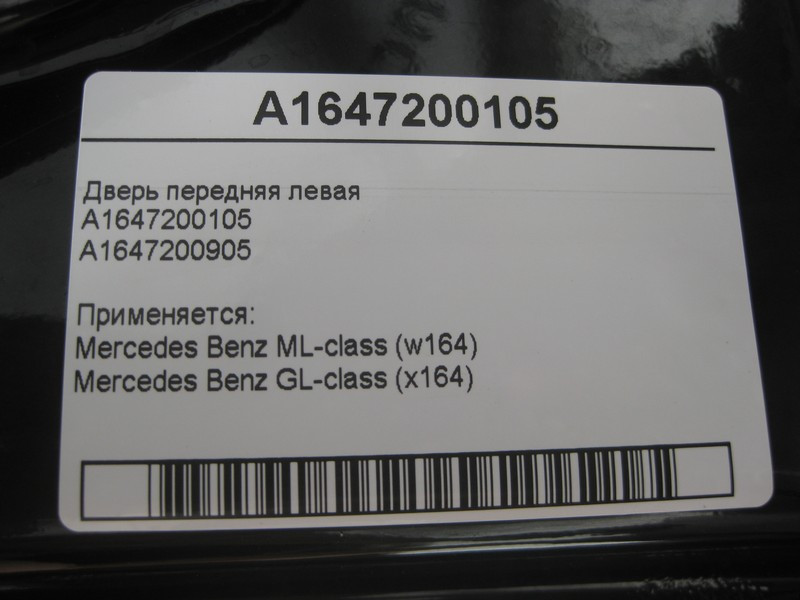 A1647200105
Дверь передняя левая
A1647200105
A1647200905
Применяется:
Mercedes Benz ML-class (w164)
Mercedes Benz GL-class (x164)